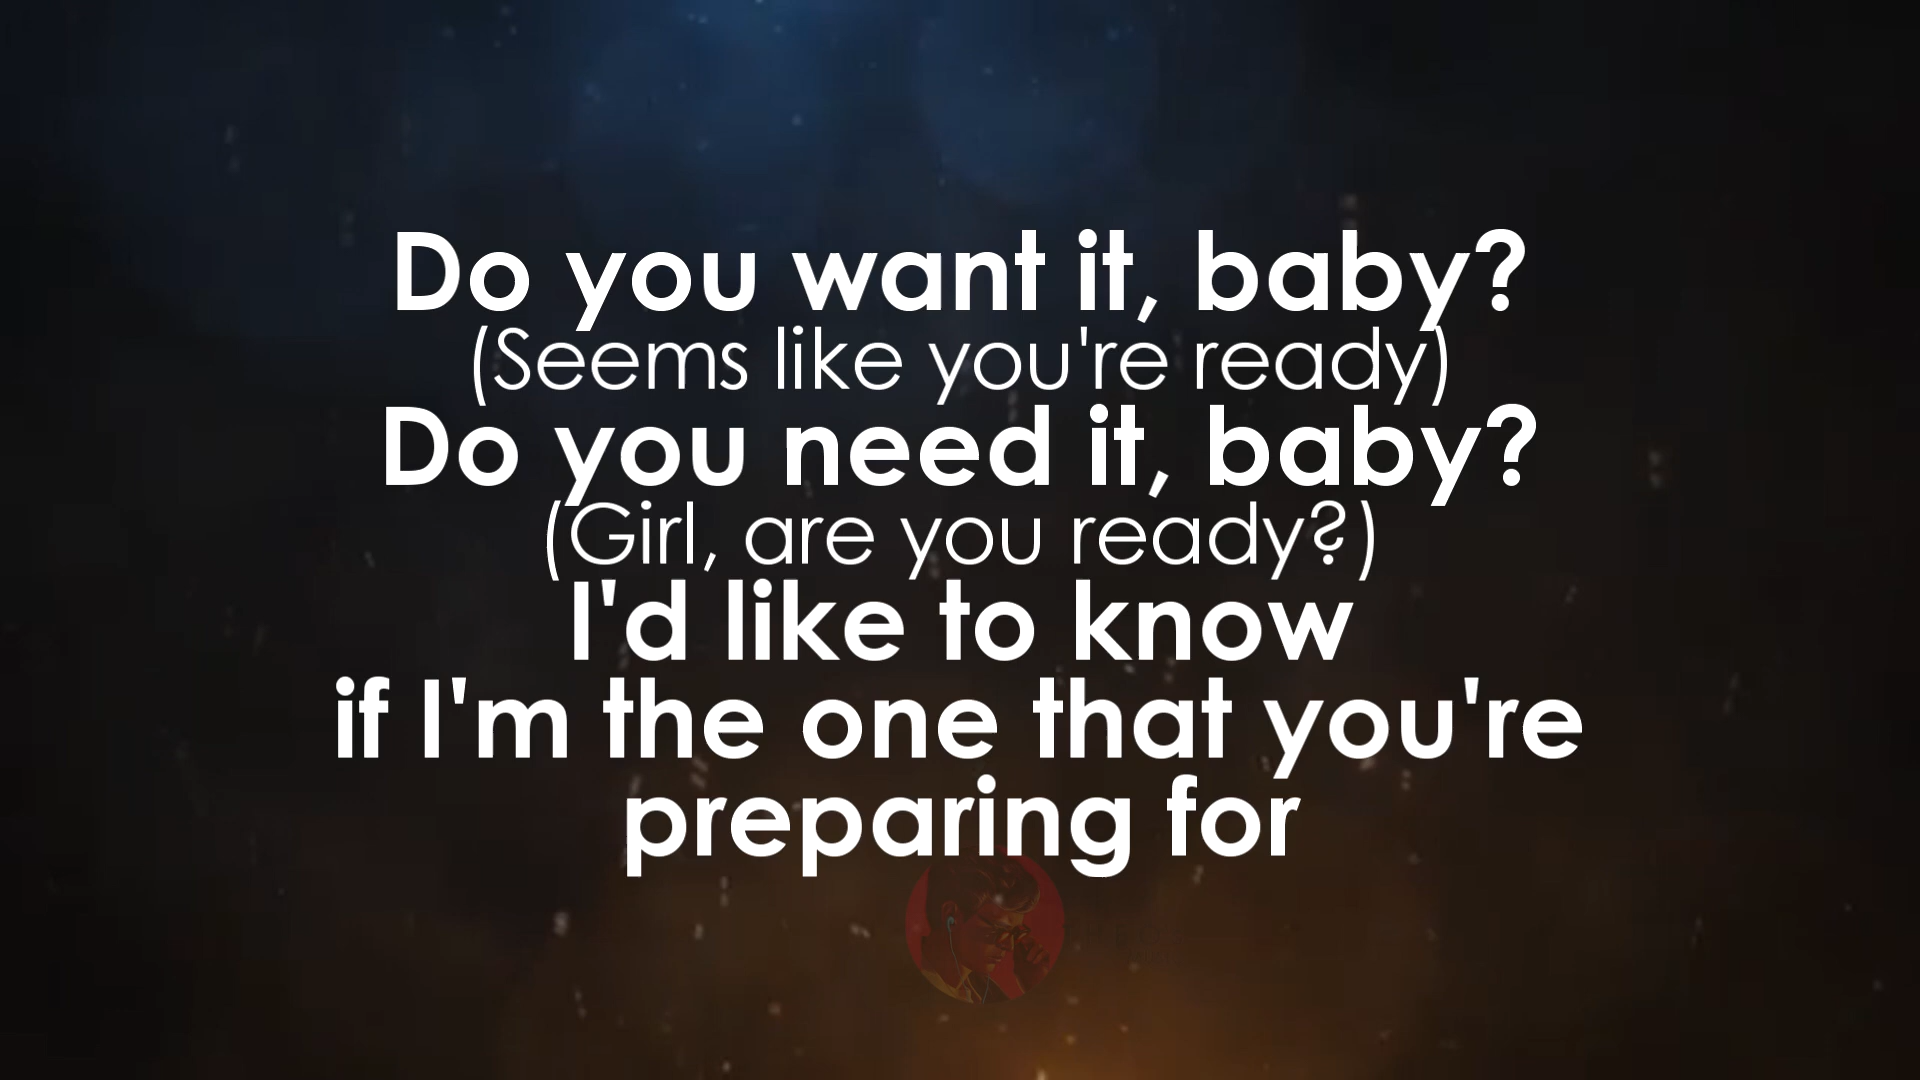 Do you want it, baby?
(Seems like you're ready)
Do you need it, baby?
(Girl, are you ready?)
I'd like to know
if I'm the one that you're
preparing for